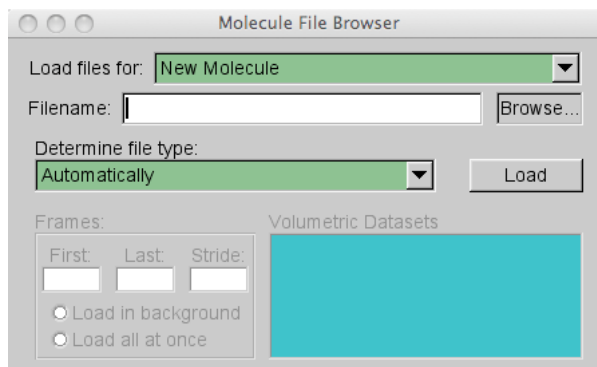 Molecule File Browser
Load files for: New Molecule
Filename: Browse...
Determine file type:
Automatically Load
Frames: Volumetric Datasets
First: Last: Stride:
Load in background
Load all at once